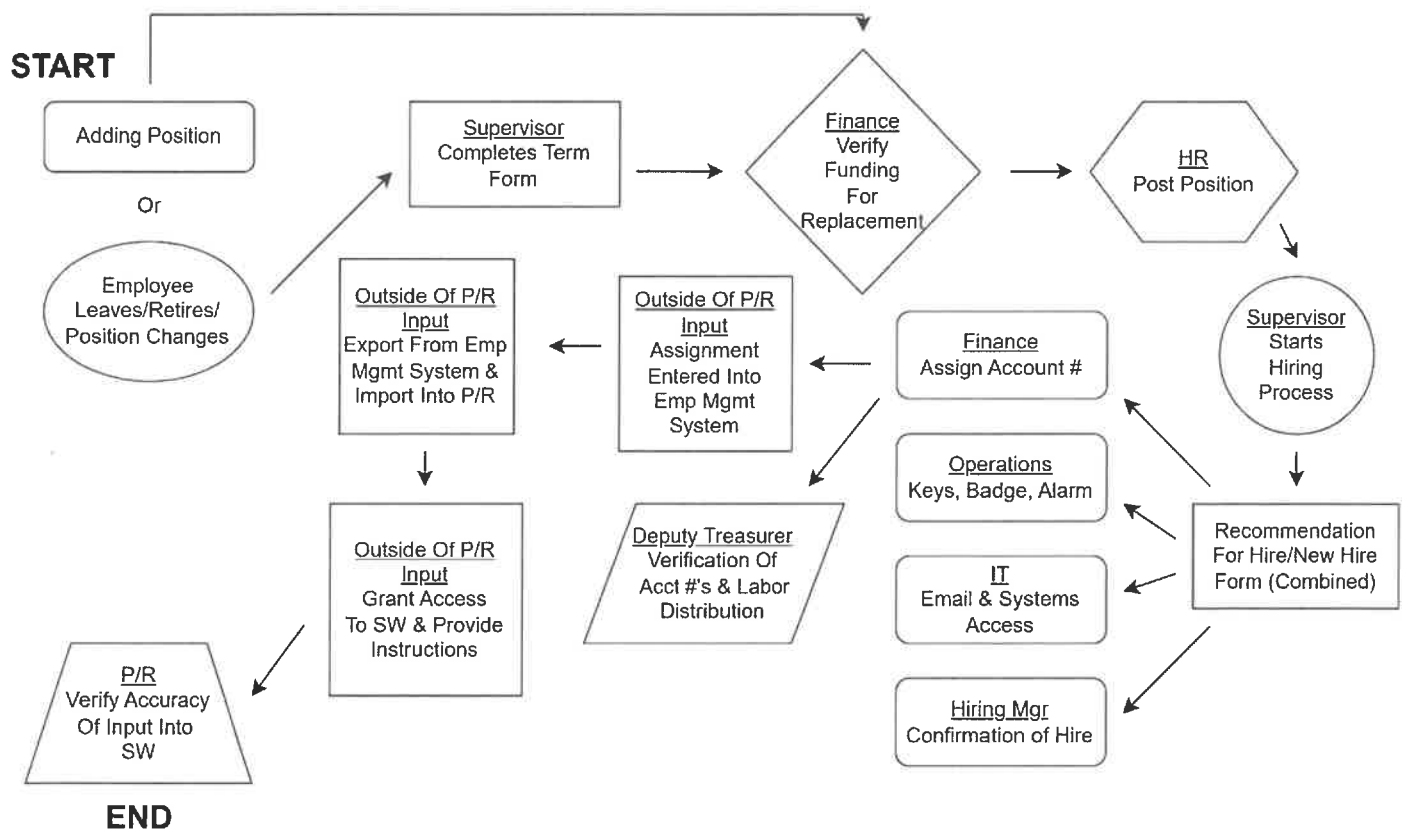 START
Adding Position
Or
Employee
Leaves/Retires/
Position Changes
Supervisor
Completes Term
Form
Finance
Verify
Funding
For
Replacement
HR
Post Position
Supervisor
Starts
Hiring
Process
Recommendation
For Hire/New Hire
Form (Combined)
Finance
Assign Account #
Operations
Keys, Badge, Alarm
IT
Email & Systems
Access
Hiring Mgr
Confirmation of Hire
Outside Of P/R
Input
Assignment
Entered Into
Emp Mgmt
System
Deputy Treasurer
Verification Of
Acct #'s & Labor
Distribution
Outside Of P/R
Input
Export From Emp
Mgmt System &
Import Into P/R
Outside Of P/R
Input
Grant Access
To SW & Provide
Instructions
P/R
Verify Accuracy
Of Input Into
SW
END